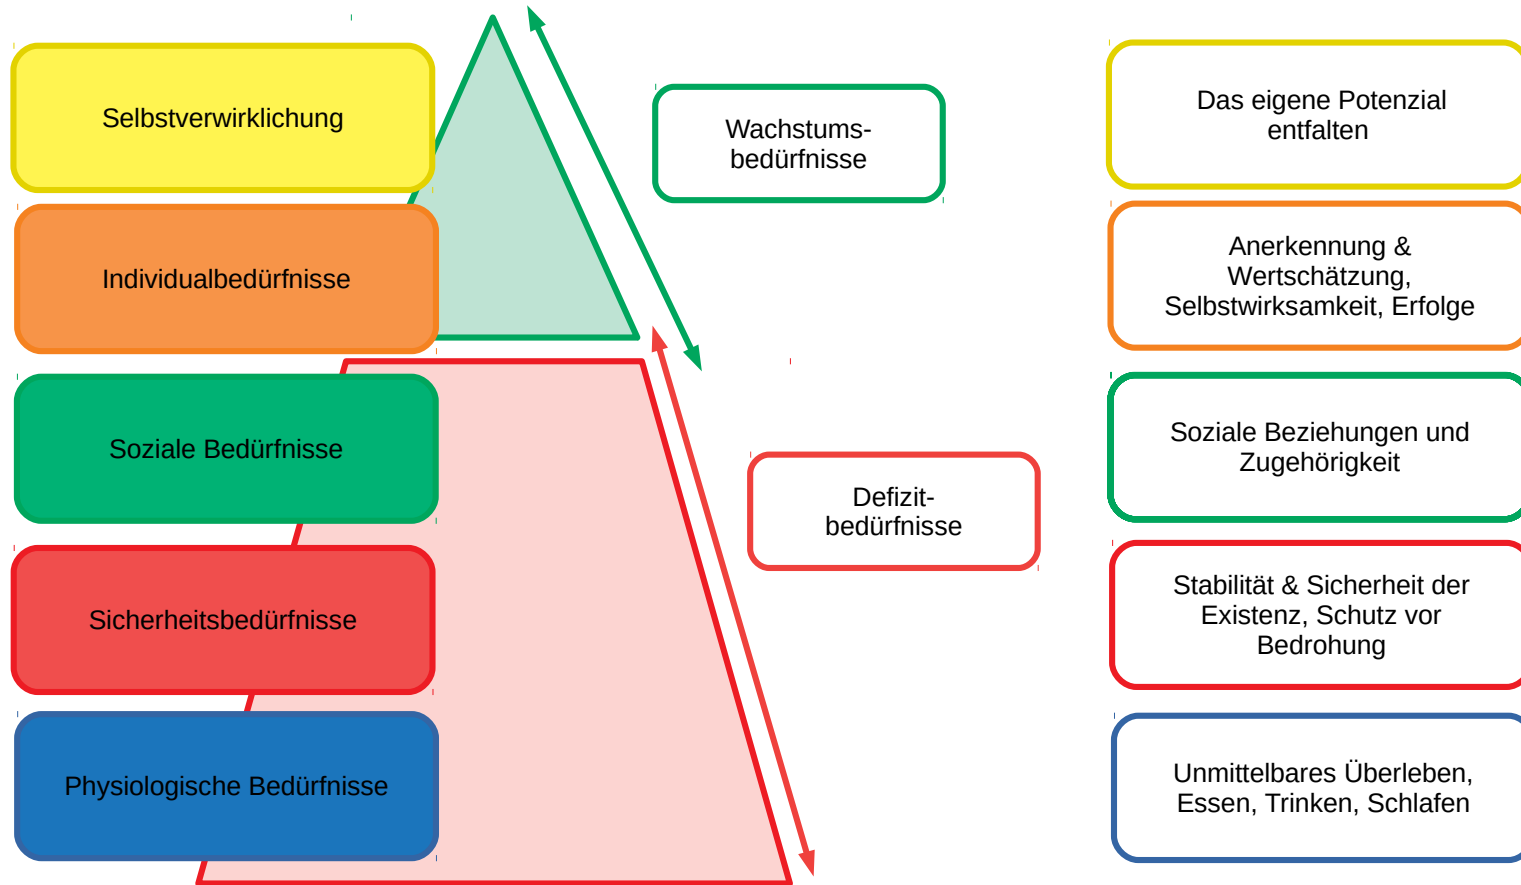 Selbstverwirklichung
Wachstums-
bedürfnisse
Das eigene Potenzial
entfalten
Individualbedürfnisse
Anerkennung &
Wertschätzung,
Selbstwirksamkeit, Erfolge
Soziale Bedürfnisse
Defizit-
bedürfnisse
Soziale Beziehungen und
Zugehörigkeit
Sicherheitsbedürfnisse
Stabilität & Sicherheit der
Existenz, Schutz vor
Bedrohung
Physiologische Bedürfnisse
Unmittelbares Überleben,
Essen, Trinken, Schlafen